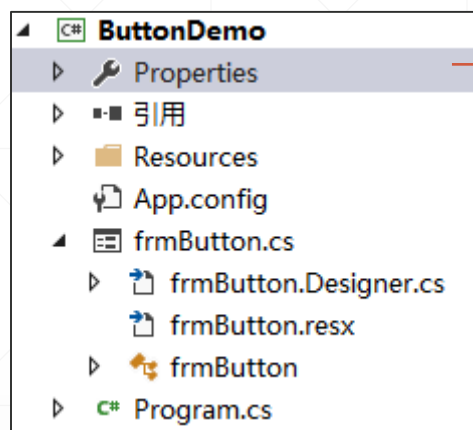 C# ButtonDemo
Properties
引用
Resources
App.config
frmButton.cs
frmButton.Designer.cs
frmButton.resx
frmButton
C# Program.cs